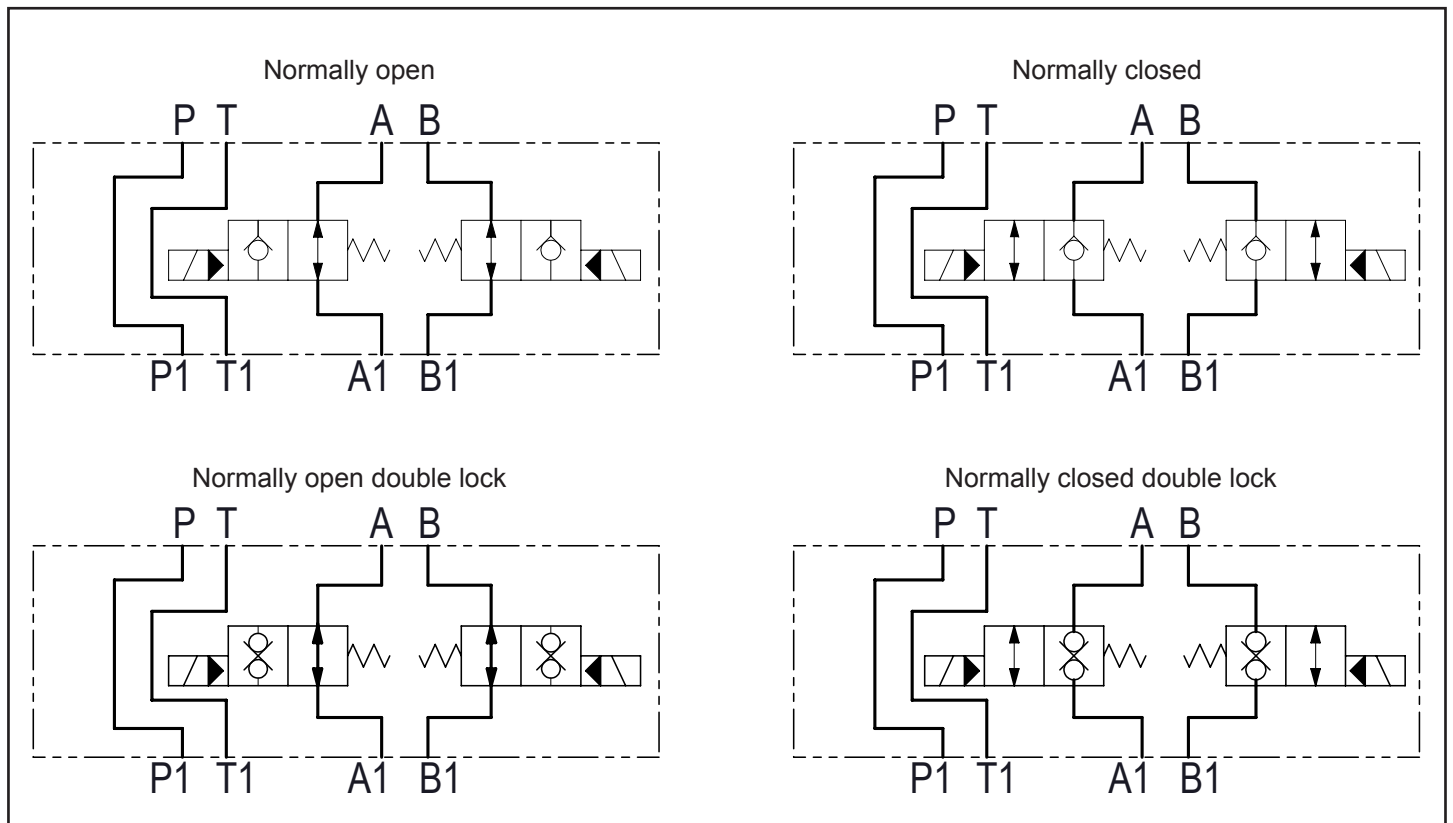 Normally open
P T A B
P1 T1 A1 B1
Normally closed
P T A B
P1 T1 A1 B1
Normally open double lock
P T A B
P1 T1 A1 B1
Normally closed double lock
P T A B
P1 T1 A1 B1